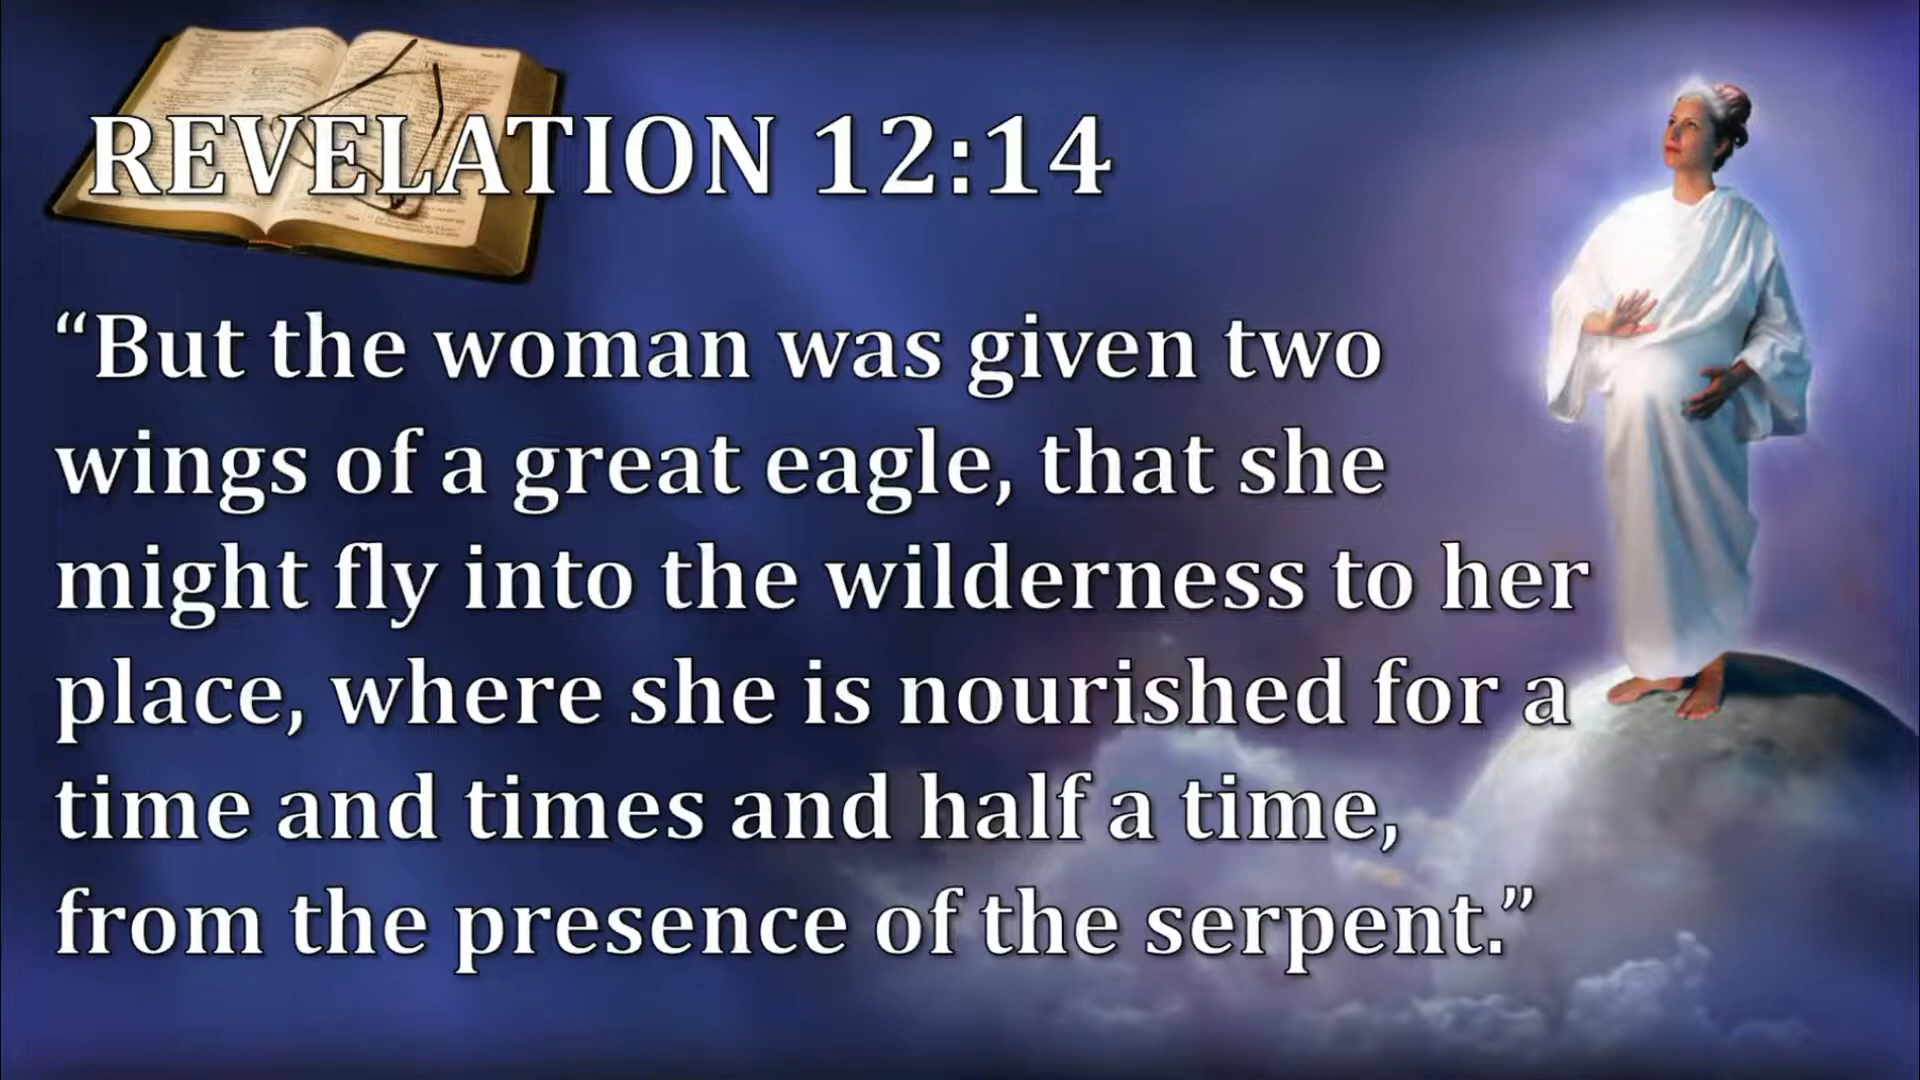 REVELATION 12:14
“But the woman was given two
wings of a great eagle, that she
might fly into the wilderness to her
place, where she is nourished for a
time and times and half a time,
from the presence of the serpent.”